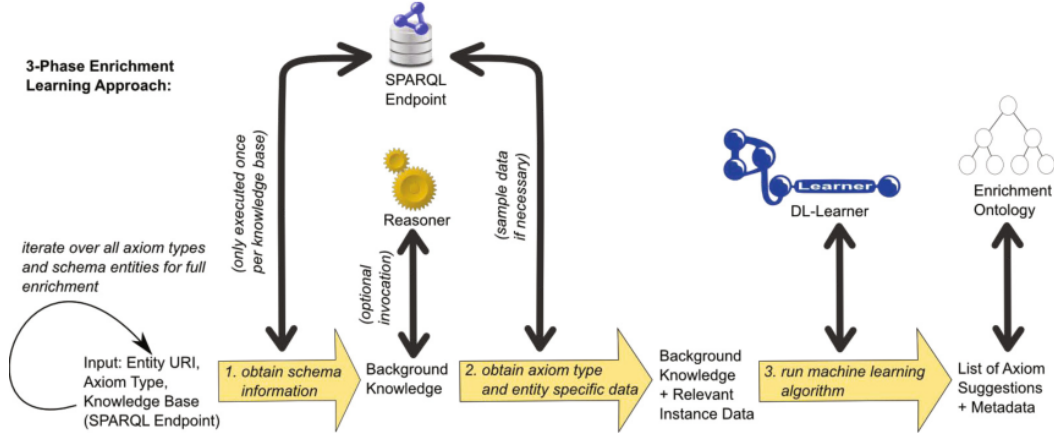 3-Phase Enrichment
Learning Approach:
SPARQL
Endpoint
(only executed once
per knowledge base)
Reasoner
(optional
invocation)
(sample data
if necessary)
Learner
DL-Learner
Enrichment
Ontology
iterate over all axiom types
and schema entities for full
enrichment
Input: Entity URI,
Axiom Type,
Knowledge Base
(SPARQL Endpoint)
1. obtain schema
information
Background
Knowledge
2. obtain axiom type
and entity specific data
Background
Knowledge
+ Relevant
Instance Data
3. run machine learning
algorithm
List of Axiom
Suggestions
+ Metadata